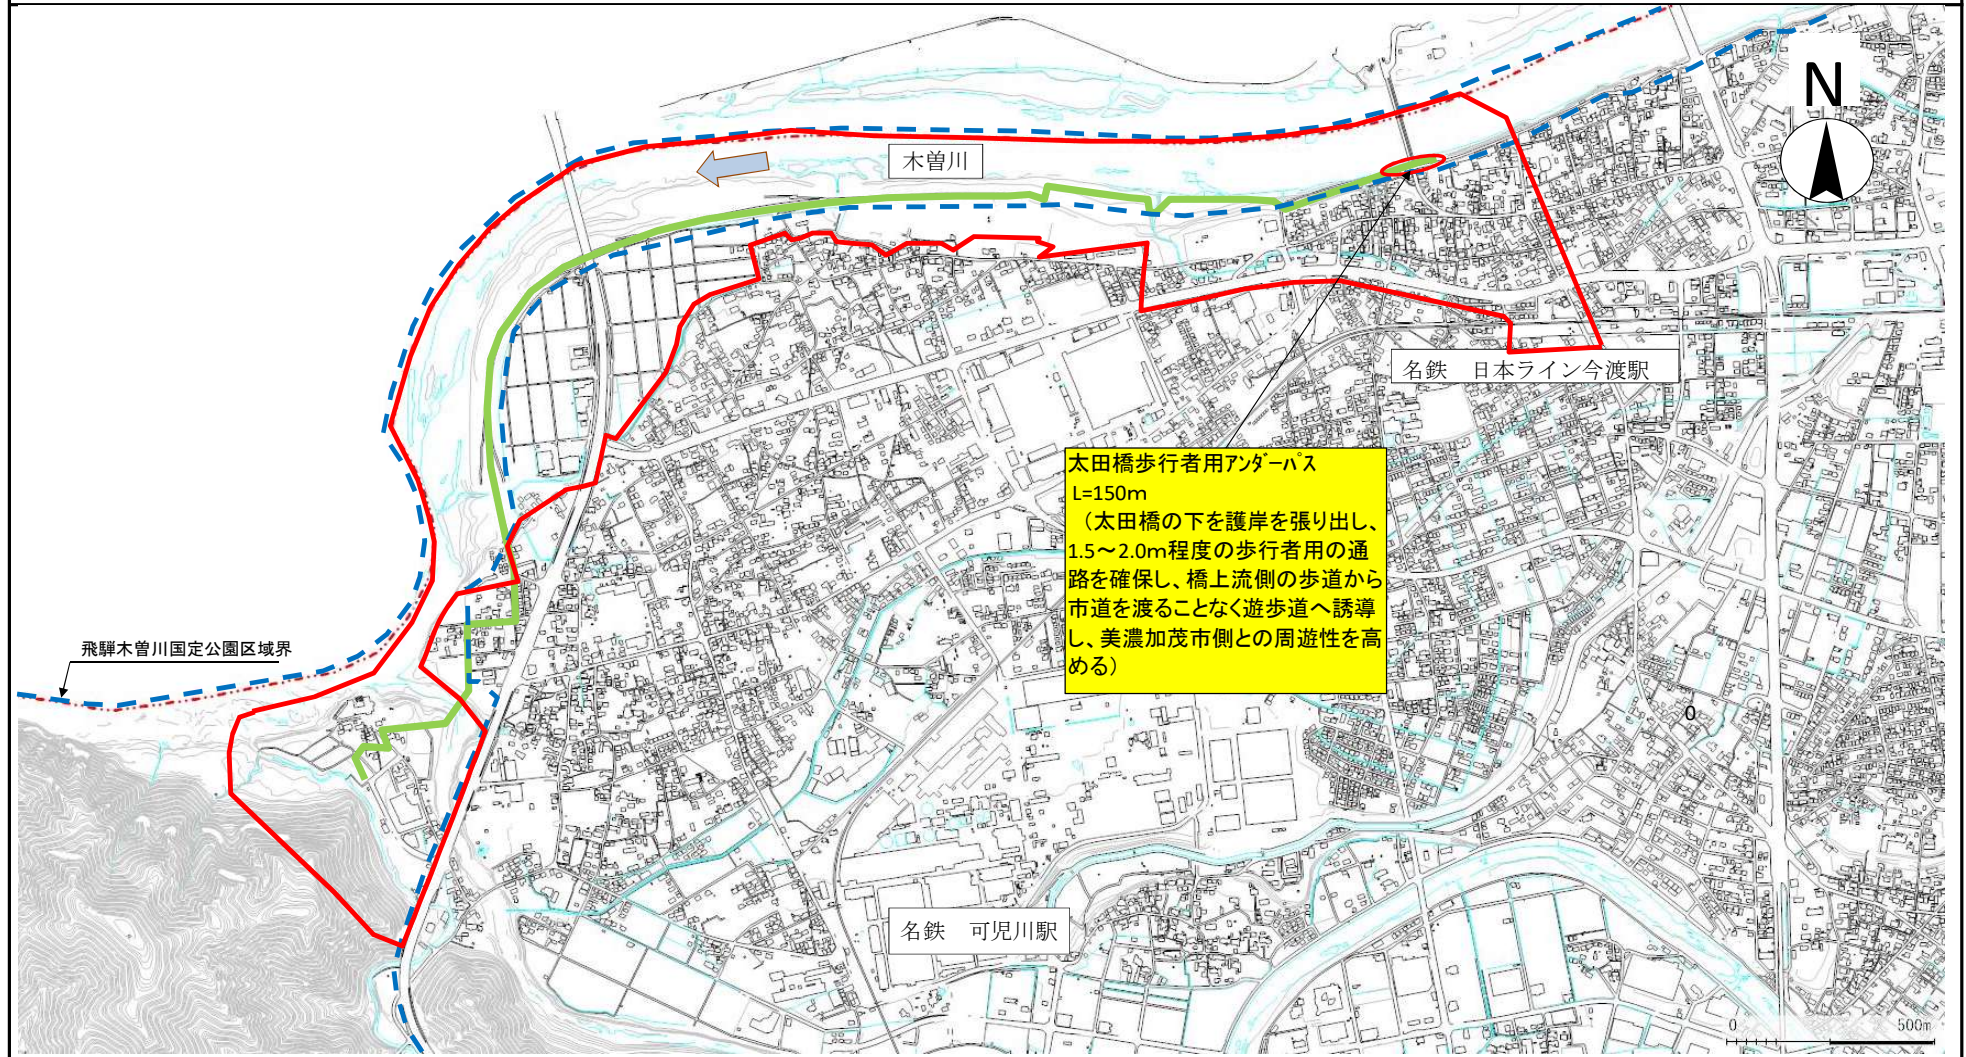 N
木曽川
名鉄　日本ライン今渡駅
太田橋歩行者用アンダーパス
L=150m
（太田橋の下を護岸を張り出し、
1.5～2.0m程度の歩行者用の通
路を確保し、橋上流側の歩道から
市道を渡ることなく遊歩道へ誘導
し、美濃加茂市側との周遊性を高
める）
飛騨木曽川国定公園区域界
0
名鉄　可児川駅
0 500m